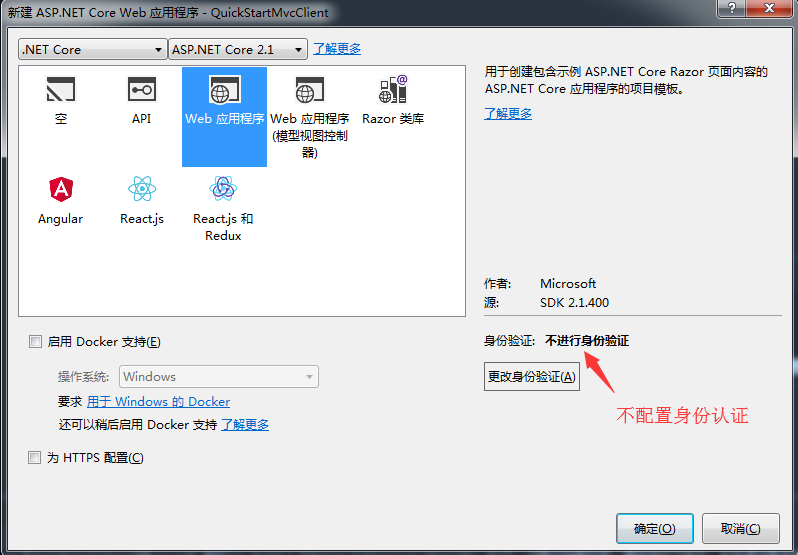 新建 ASP.NET Core Web 应用程序 - QuickStartMvcClient
.NET Core
ASP.NET Core 2.1
了解更多
空
API
Web 应用程序
Web 应用程序
(模型视图控制
器)
Razor 类库
Angular
React.js
React.js 和
Redux
用于创建包含示例 ASP.NET Core Razor 页面内容的
ASP.NET Core 应用程序的项目模板。
了解更多
作者: Microsoft
源: SDK 2.1.400
身份验证: 不进行身份验证
更改身份验证(A)
不配置身份认证
启用 Docker 支持(E)
操作系统: Windows
要求 用于 Windows 的 Docker
还可以稍后启用 Docker 支持 了解更多
为 HTTPS 配置(C)
确定(O)
取消(C)